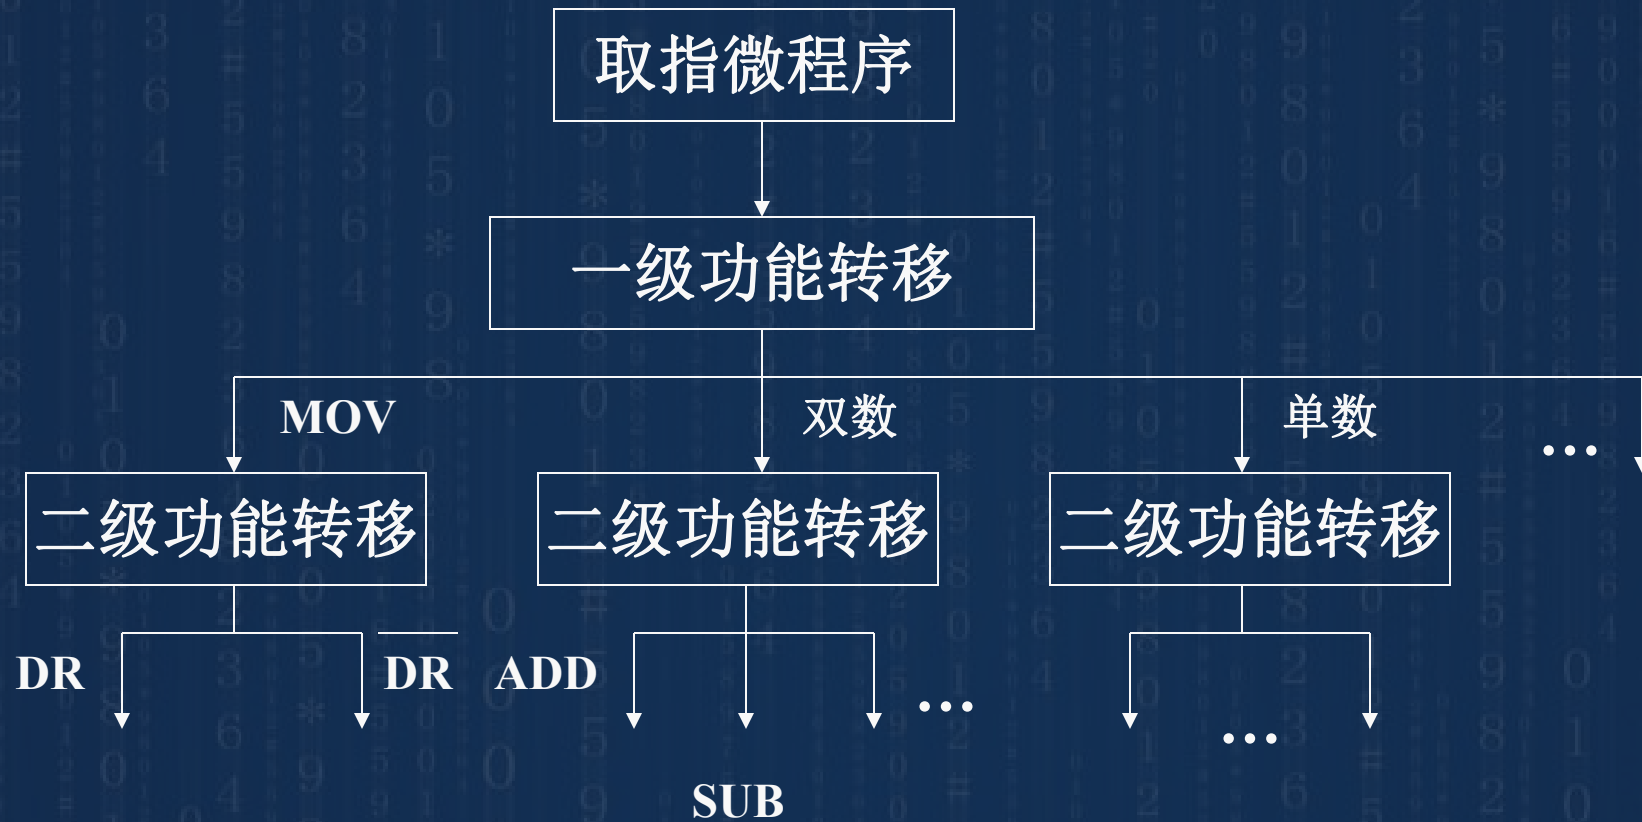 取指微程序
一级功能转移
MOV
双数
单数
…
二级功能转移
二级功能转移
二级功能转移
DR
D̅R̅
ADD
…
…
SUB